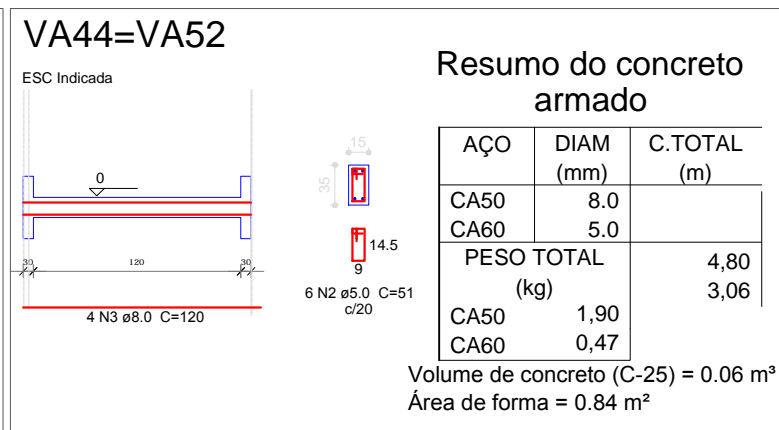 VA44=VA52
ESC Indicada
0
30 120 30
4 N3 ø8.0 C=120
15
35
14.5
9
6 N2 ø5.0 C=51
c/20
Resumo do concreto
armado
AÇO DIAM C.TOTAL
(mm) (m)
CA50 8.0
CA60 5.0
PESO TOTAL 4,80
(kg) 3,06
CA50 1,90
CA60 0,47
Volume de concreto (C-25) = 0.06 m³
Área de forma = 0.84 m²